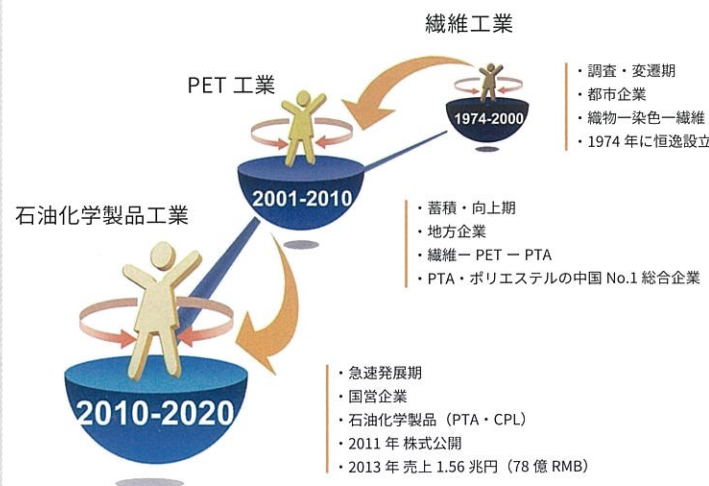 繊維工業
1974-2000
・調査・変遷期
・都市企業
・織物ー染色ー繊維
・1974 年に恒逸設立
PET 工業
2001-2010
・蓄積・向上期
・地方企業
・繊維ー PET ー PTA
・PTA・ポリエステルの中国 No.1 総合企業
石油化学製品工業
2010-2020
・急速発展期
・国営企業
・石油化学製品（PTA・CPL）
・2011 年 株式公開
・2013 年 売上 1.56 兆円（78 億 RMB）